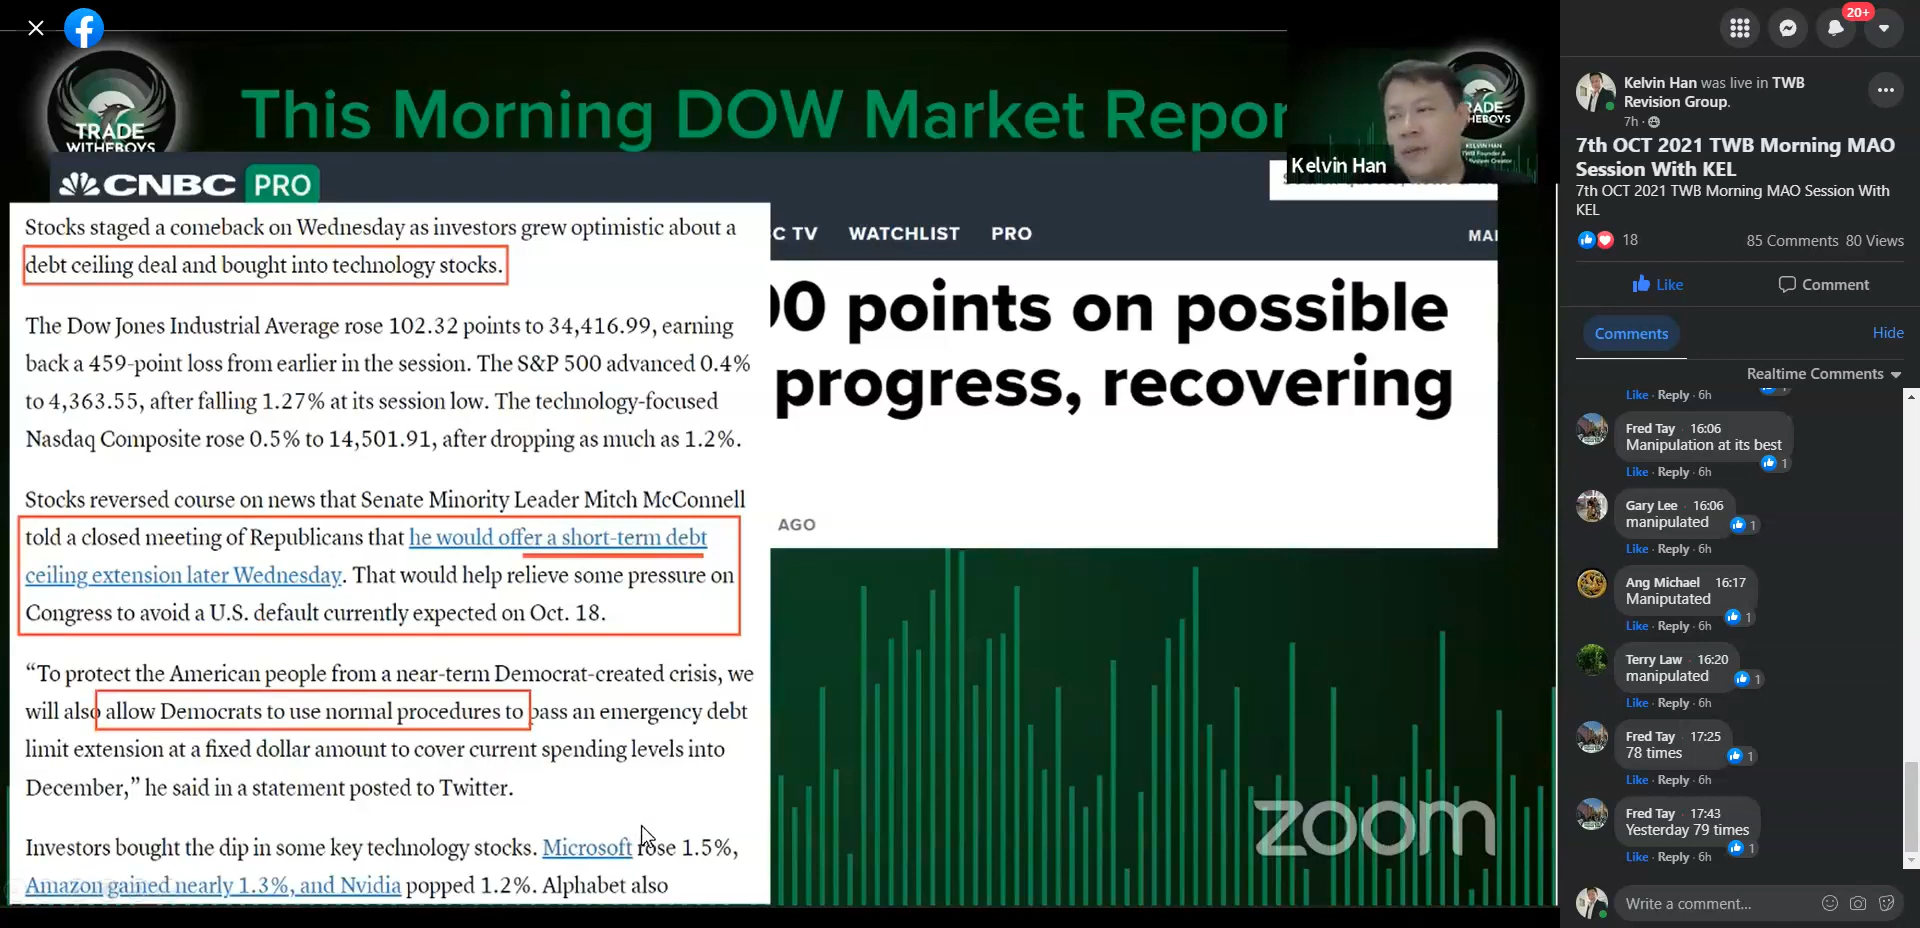 20+
TRADE
WITHEBOYS
This Morning DOW Market Repor
Kelvin Han
CNBC PRO
C TV WATCHLIST PRO MAI
00 points on possible
progress, recovering
AGO
Stocks staged a comeback on Wednesday as investors grew optimistic about a
debt ceiling deal and bought into technology stocks.
The Dow Jones Industrial Average rose 102.32 points to 34,416.99, earning
back a 459-point loss from earlier in the session. The S&P 500 advanced 0.4%
to 4,363.55, after falling 1.27% at its session low. The technology-focused
Nasdaq Composite rose 0.5% to 14,501.91, after dropping as much as 1.2%.
Stocks reversed course on news that Senate Minority Leader Mitch McConnell
told a closed meeting of Republicans that he would offer a short-term debt
ceiling extension later Wednesday. That would help relieve some pressure on
Congress to avoid a U.S. default currently expected on Oct. 18.
“To protect the American people from a near-term Democrat-created crisis, we
will also allow Democrats to use normal procedures to pass an emergency debt
limit extension at a fixed dollar amount to cover current spending levels into
December,” he said in a statement posted to Twitter.
Investors bought the dip in some key technology stocks. Microsoft rose 1.5%,
Amazon gained nearly 1.3%, and Nvidia popped 1.2%. Alphabet also
zoom
RADE
HEBOYS
KELVIN HAN
TWB Founder &
System Creator
Kelvin Han was live in TWB
Revision Group.
7h
7th OCT 2021 TWB Morning MAO
Session With KEL
7th OCT 2021 TWB Morning MAO Session With
KEL
18 85 Comments 80 Views
Like Comment
Comments Hide
Realtime Comments
Like · Reply · 6h
Fred Tay · 16:06
Manipulation at its best
1
Like · Reply · 6h
Gary Lee · 16:06
manipulated
1
Like · Reply · 6h
Ang Michael · 16:17
Maniputated
1
Like · Reply · 6h
Terry Law · 16:20
manipulated
1
Like · Reply · 6h
Fred Tay · 17:25
78 times
1
Like · Reply · 6h
Fred Tay · 17:43
Yesterday 79 times
1
Like · Reply · 6h
Write a comment...